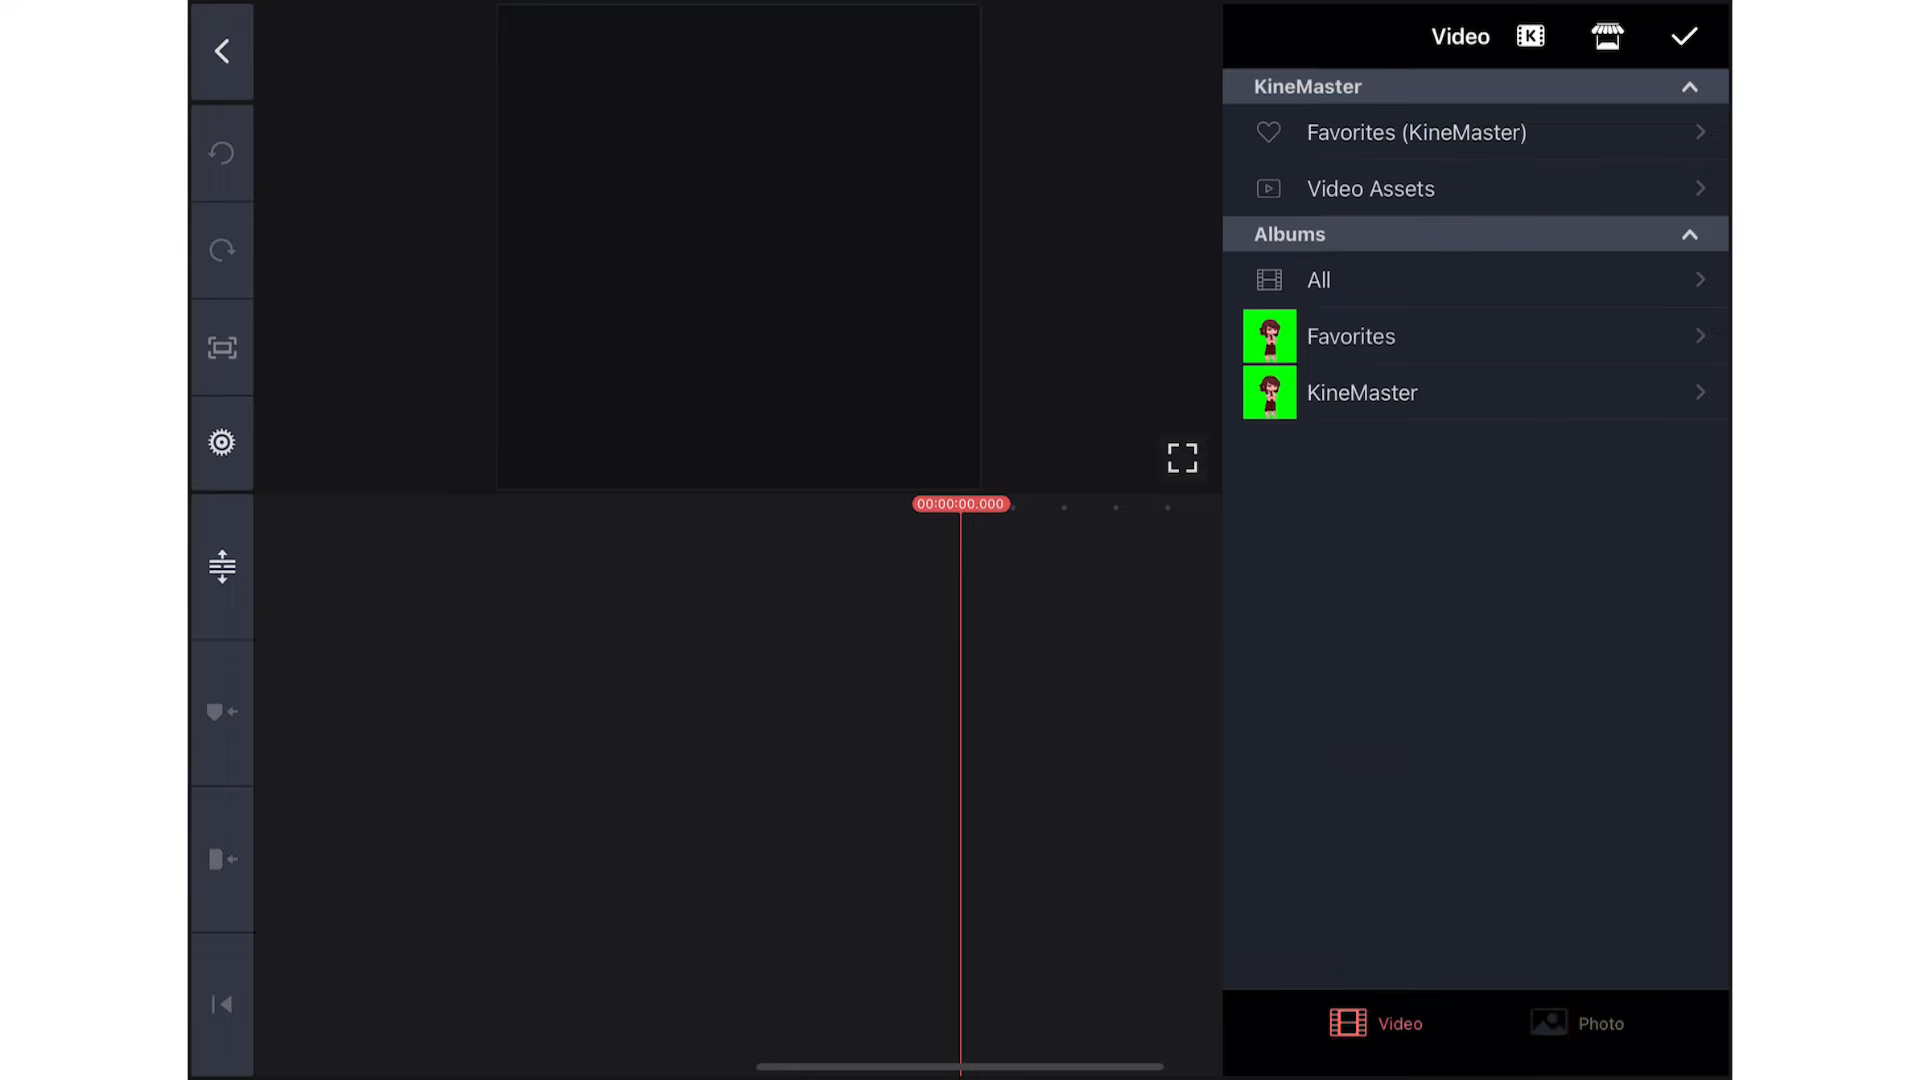 Video
K
KineMaster
Favorites (KineMaster)
Video Assets
Albums
All
Favorites
KineMaster
00:00:00.000
Video
Photo